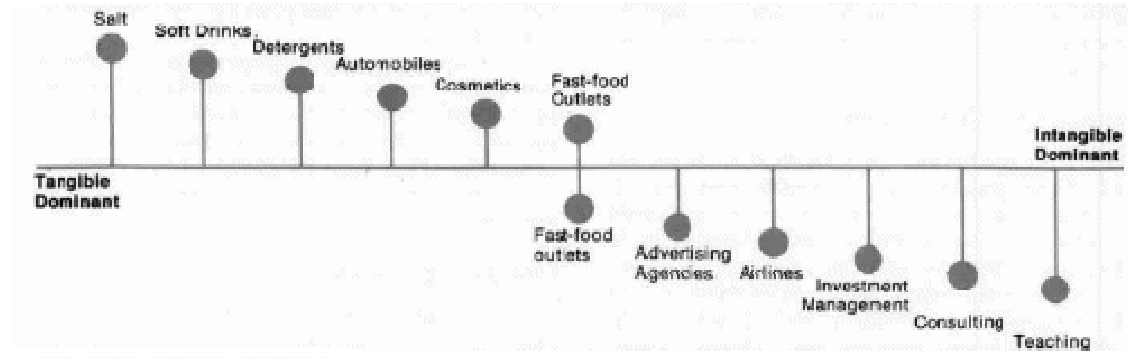 Salt
Soft Drinks
Detergents
Automobiles
Cosmetics
Fast-food
Outlets
Intangible
Dominant
Tangible
Dominant
Fast-food
outlets
Advertising
Agencies
Airlines
Investment
Management
Consulting
Teaching